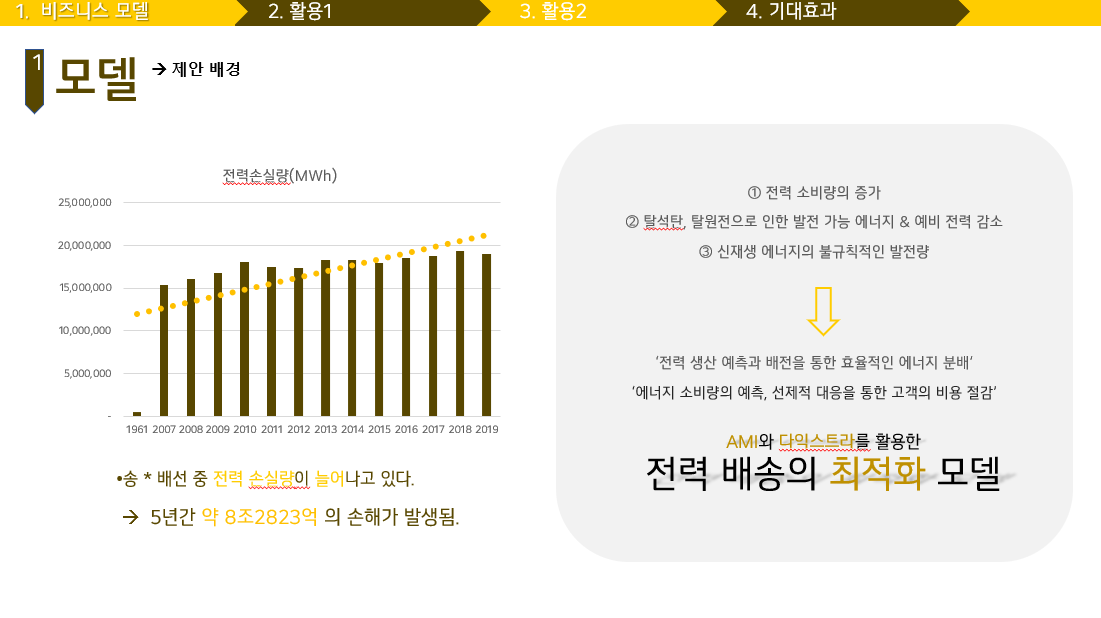 1. 비즈니스 모델
2. 활용1
3. 활용2
4. 기대효과
1
모델
→ 제안 배경
전력손실량(MWh)
25,000,000
20,000,000
15,000,000
10,000,000
5,000,000
-
1961 2007 2008 2009 2010 2011 2012 2013 2014 2015 2016 2017 2018 2019
•송 * 배선 중 전력 손실량이 늘어나고 있다.
→ 5년간 약 8조2823억 의 손해가 발생됨.
① 전력 소비량의 증가
② 탈석탄, 탈원전으로 인한 발전 가능 에너지 & 예비 전력 감소
③ 신재생 에너지의 불규칙적인 발전량
‘전력 생산 예측과 배전을 통한 효율적인 에너지 분배’
‘에너지 소비량의 예측, 선제적 대응을 통한 고객의 비용 절감’
AMI와 다익스트라를 활용한
전력 배송의 최적화 모델